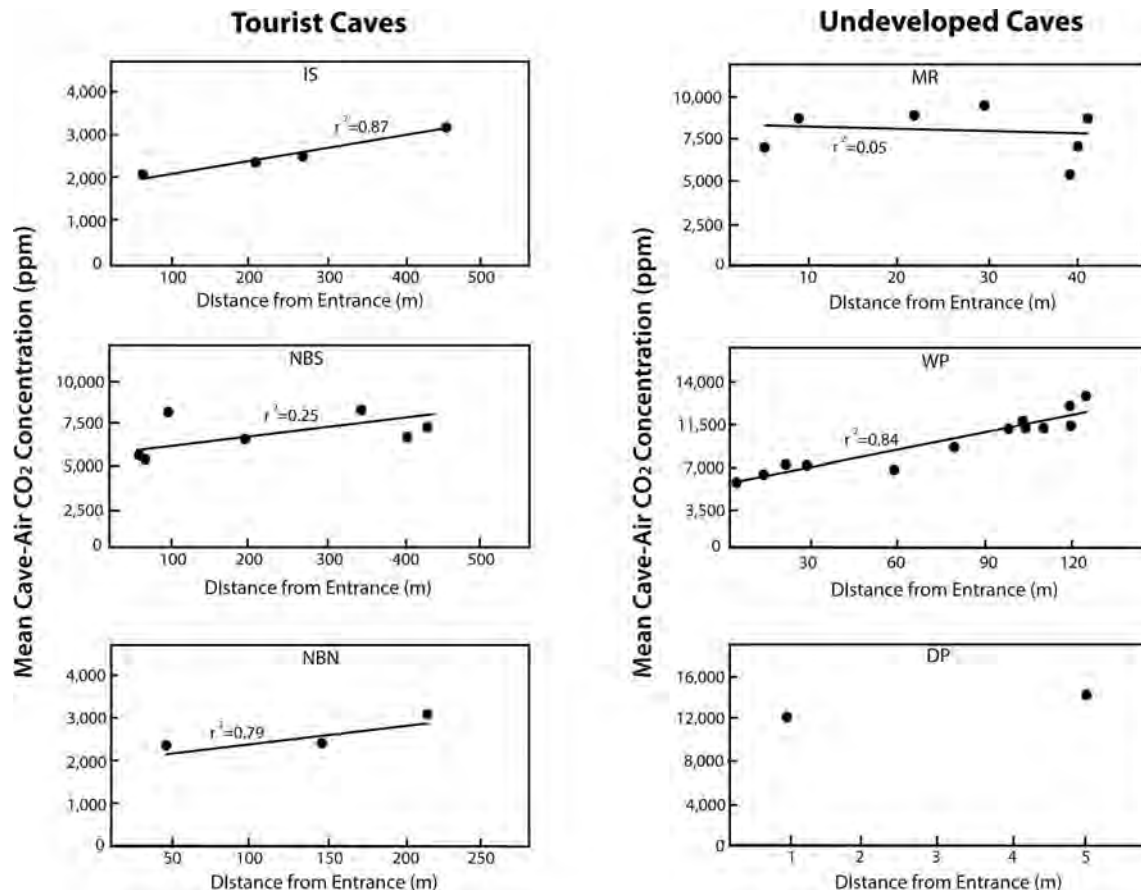 Tourist Caves
Undeveloped Caves
Mean Cave-Air CO2 Concentration (ppm)
IS
4,000
3,000
2,000
1,000
0
r²=0.87
100 200 300 400 500
DIstance from Entrance (m)
NBS
10,000
7,500
5,000
2,500
0
r²=0.25
100 200 300 400 500
DIstance from Entrance (m)
NBN
4,000
3,000
2,000
1,000
0
r²=0.79
50 150 200 250
DIstance from Entrance (m)
Mean Cave-Air CO2 Concentration (ppm)
MR
10,000
7,500
5,000
2,500
0
r²=0.05
10 20 30 40
DIstance from Entrance (m)
WP
14,000
11,500
7,000
3,500
0
r²=0.84
30 60 90 120
DIstance from Entrance (m)
DP
16,000
12,000
8,000
4,000
0
1 2 3 4 5
DIstance from Entrance (m)